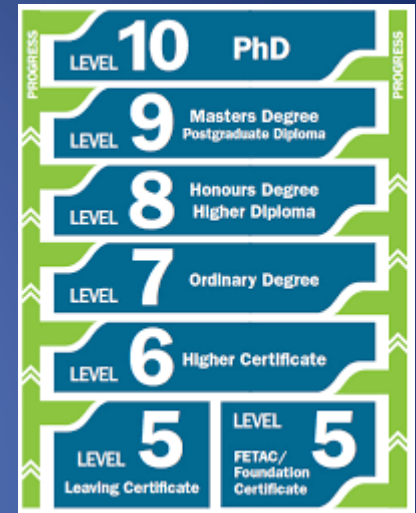 PROGRESS
PROGRESS
LEVEL 10 PhD
LEVEL 9 Masters Degree
Postgraduate Diploma
LEVEL 8 Honours Degree
Higher Diploma
LEVEL 7 Ordinary Degree
LEVEL 6 Higher Certificate
LEVEL 5
Leaving Certificate
LEVEL 5
FETAC/
Foundation
Certificate